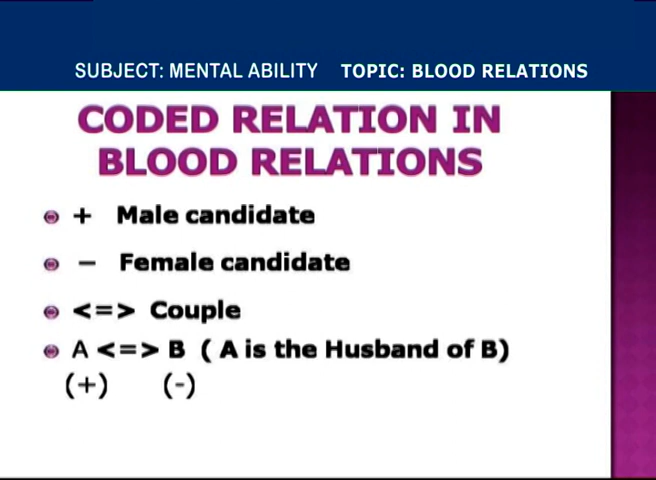 SUBJECT: MENTAL ABILITY TOPIC: BLOOD RELATIONS
CODED RELATION IN
BLOOD RELATIONS
+ Male candidate
− Female candidate
<=> Couple
A <=> B ( A is the Husband of B)
(+) (-)